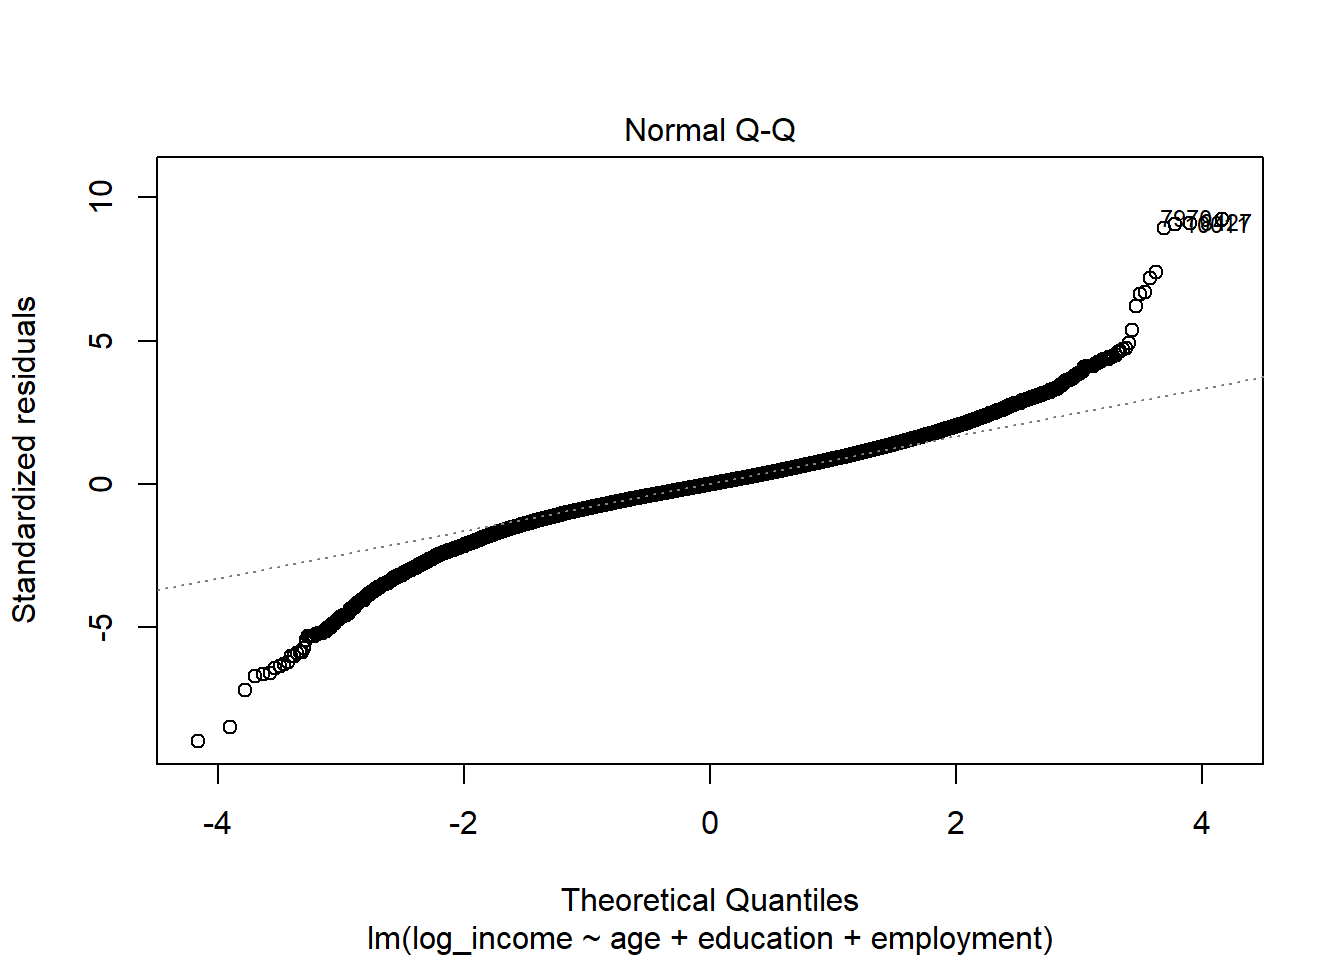 Normal Q-Q
Standardized residuals
10
5
0
-5
-4
-2
0
2
4
Theoretical Quantiles
lm(log_income ~ age + education + employment)